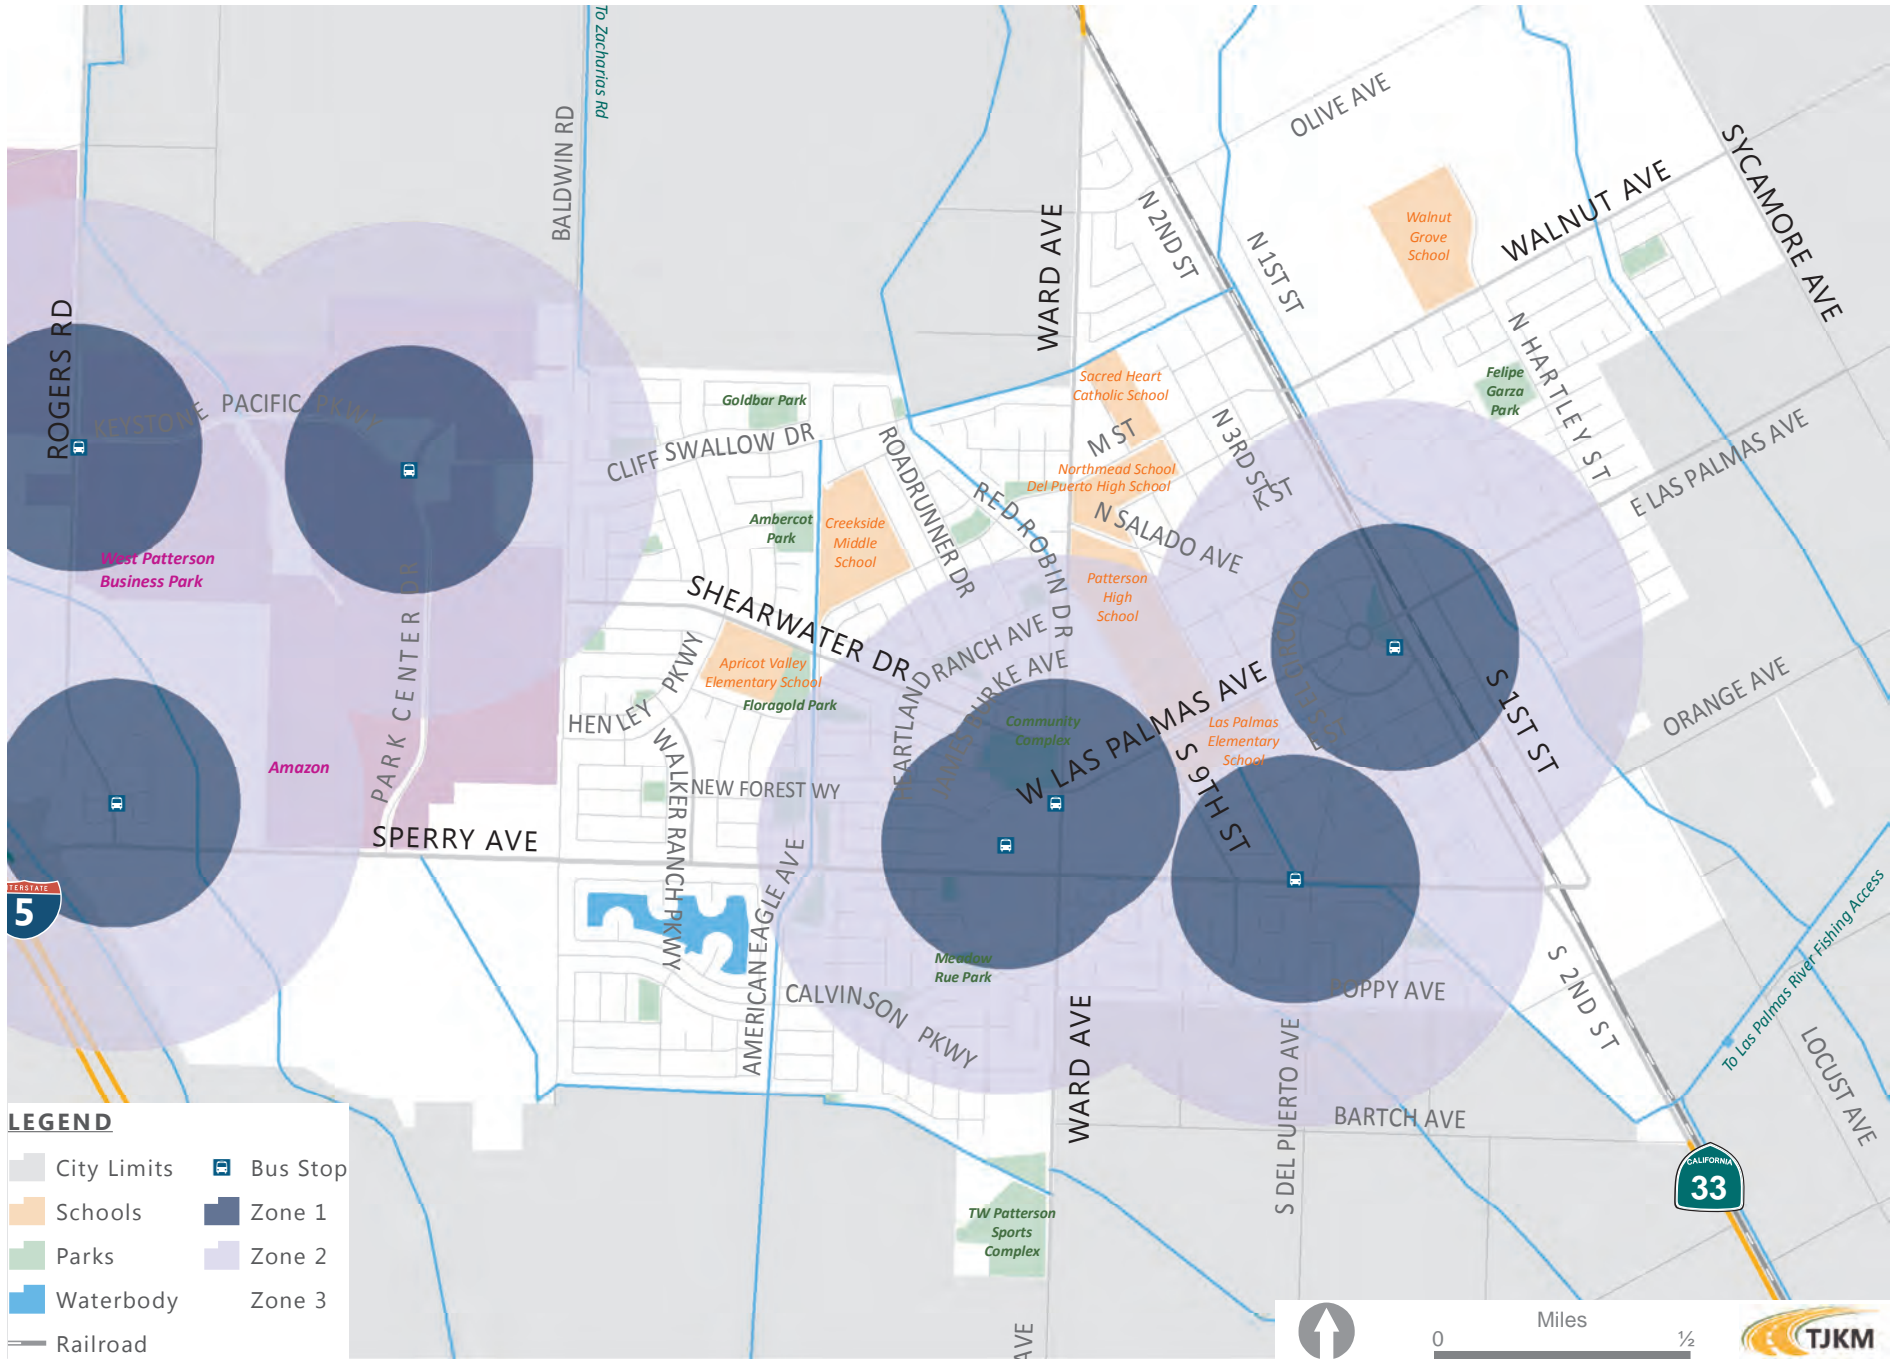 To Zacharias Rd
BALDWIN RD
OLIVE AVE
SYCAMORE AVE
WALNUT AVE
Walnut
Grove
School
N 2ND ST
N 1ST ST
WARD AVE
ROGERS RD
N HARTLEY ST
Felipe
Garza
Park
Sacred Heart
Catholic School
M ST
N 3RD ST
K ST
KEYSTONE PACIFIC PKWY
Goldbar Park
CLIFF SWALLOW DR
ROADRUNNER DR
RED ROBIN DR
Northmead School
Del Puerto High School
N SALADO AVE
E LAS PALMAS AVE
Ambercot
Park
Creekside
Middle
School
West Patterson
Business Park
Patterson
High
School
SHEARWATER DR
HEARTLAND RANCH AVE
PARK CENTER DR
HENLEY PKWY
Apricot Valley
Elementary School
Floragold Park
Community
Complex
W LAS PALMAS AVE
Las Palmas
Elementary
School
S 1ST ST
ORANGE AVE
Amazon
WALKER RANCH PKWY
NEW FOREST WY
S 9TH ST
SPERRY AVE
AMERICAN EAGLE AVE
5
Meadow
Rue Park
CALVINSON PKWY
POPPY AVE
S 2ND ST
To Las Palmas River Fishing Access
LOCUST AVE
WARD AVE
S DEL PUERTO AVE
BARTCH AVE
CALIFORNIA
33
TW Patterson
Sports
Complex
AVE
LEGEND
City Limits
Bus Stop
Schools
Zone 1
Parks
Zone 2
Waterbody
Zone 3
Railroad
Miles
0 ½
TJKM